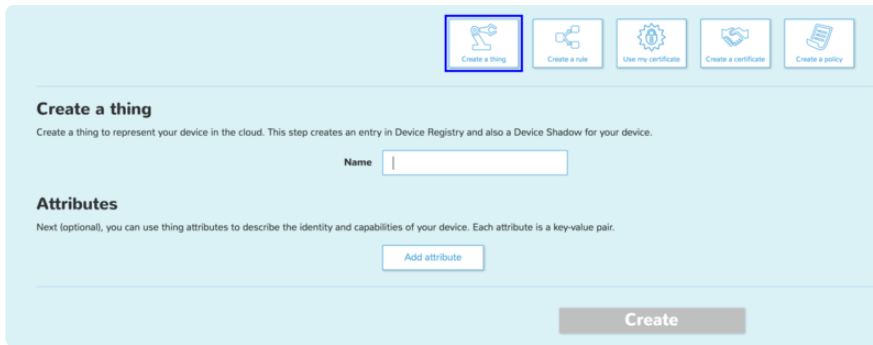 Create a thing
Create a rule
Use my certificate
Create a certificate
Create a policy
Create a thing
Create a thing to represent your device in the cloud. This step creates an entry in Device Registry and also a Device Shadow for your device.
Name
Attributes
Next (optional), you can use thing attributes to describe the identity and capabilities of your device. Each attribute is a key-value pair.
Add attribute
Create